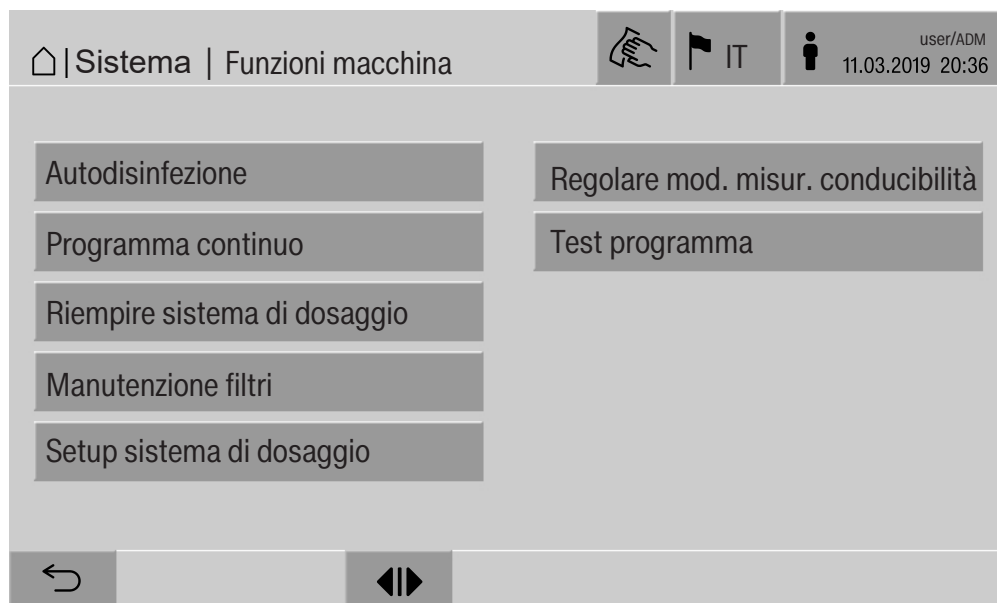 | Sistema | Funzioni macchina
IT
user/ADM
11.03.2019 20:36
Autodisinfezione
Programma continuo
Riempire sistema di dosaggio
Manutenzione filtri
Setup sistema di dosaggio
Regolare mod. misur. conducibilità
Test programma